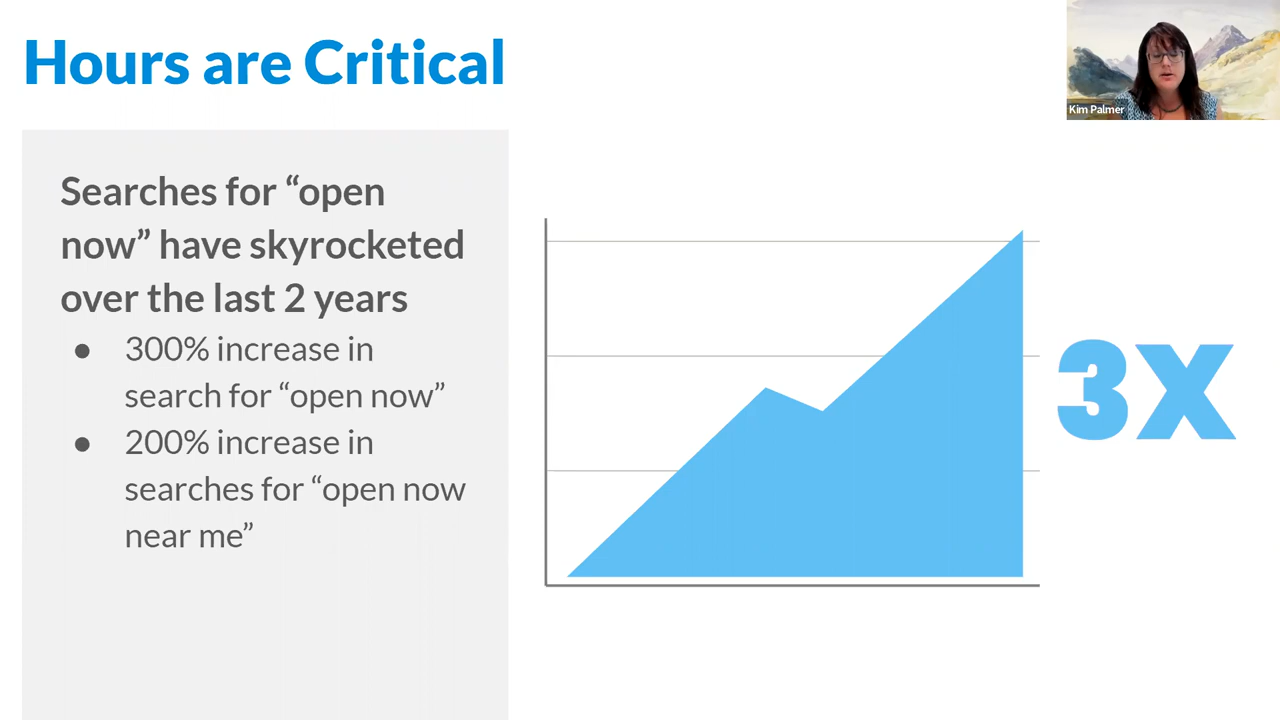 Hours are Critical
Kim Palmer
Searches for “open
now” have skyrocketed
over the last 2 years
● 300% increase in
search for “open now”
● 200% increase in
searches for “open now
near me”
3X